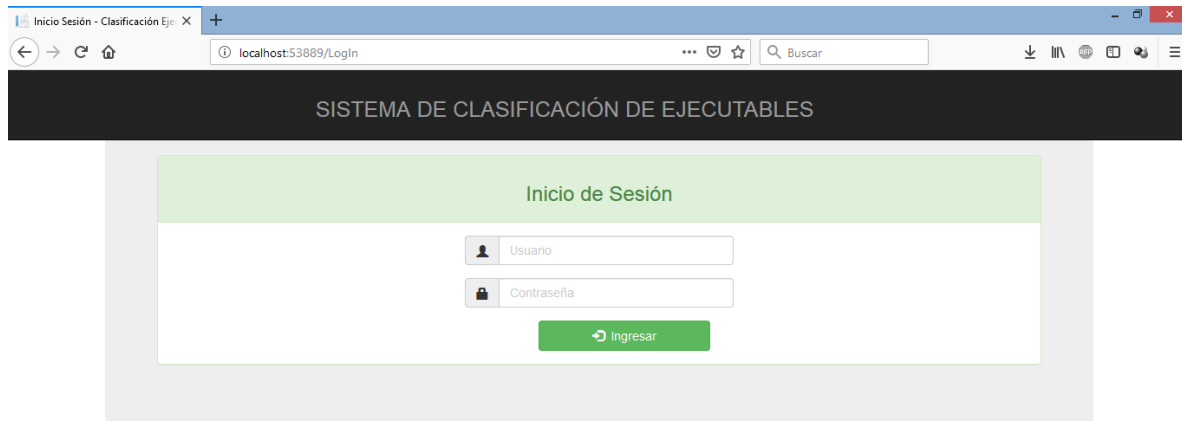 Inicio Sesión - Clasificación Eje
localhost:53889/LogIn
Buscar
ABP
SISTEMA DE CLASIFICACIÓN DE EJECUTABLES
Inicio de Sesión
Usuario
Contraseña
Ingresar